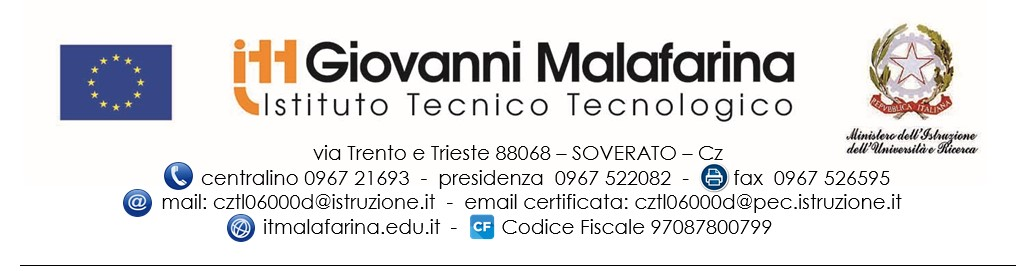 itt Giovanni Malafarina
Istituto Tecnico Tecnologico
REPVBBLICA ITALIANA
Ministero dell'Istruzione
dell'Università e Ricerca
via Trento e Trieste 88068 – SOVERATO – Cz
centralino 0967 21693 - presidenza 0967 522082 - fax 0967 526595
@ mail: cztl06000d@istruzione.it - email certificata: cztl06000d@pec.istruzione.it
itmalafarina.edu.it - CF Codice Fiscale 97087800799